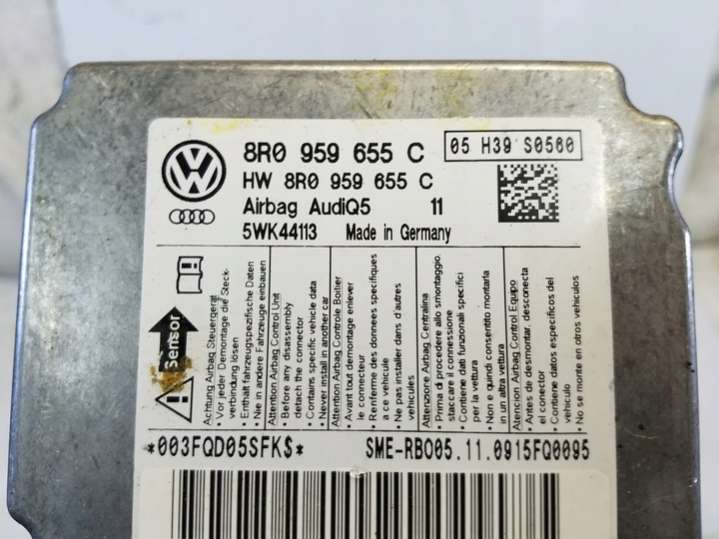 8R0 959 655 C
05 H39 S0560
HW 8R0 959 655 C
Airbag AudiQ5 11
5WK44113 Made in Germany
Sensor
Achtung Airbag Steuergerät
• Vor jeder Demontage die Steck-
verbindung lösen
• Enthält fahrzeugspezifische Daten
• Nie in andere Fahrzeuge einbauen
Attention Airbag Control Unit
• Before any disassembly
detach the connector
• Contains specific vehicle data
• Never install in another car
Attention Airbag Controle Boitier
• Avant tout demontage enlever
le connecteur
• Renferme des donnees specifiques
a ce vehicule
• Ne pas installer dans d'autres
vehicules
Attenzione Airbag Centralina
• Prima di procedere allo smontaggio,
staccare il connessione
• Contiene dati funzionali specifici
per la vettura
• Non e quindi consentito montarla
in un altra vettura
Atencion Airbag Control Equipo
• Antes de desmontar, desconecta
el conector
• Contiene datos especificos del
vehiculo
• No se monte en otros vehiculos
*003FQD05SFK$*
SME-RBO05.11.0915FQ0095